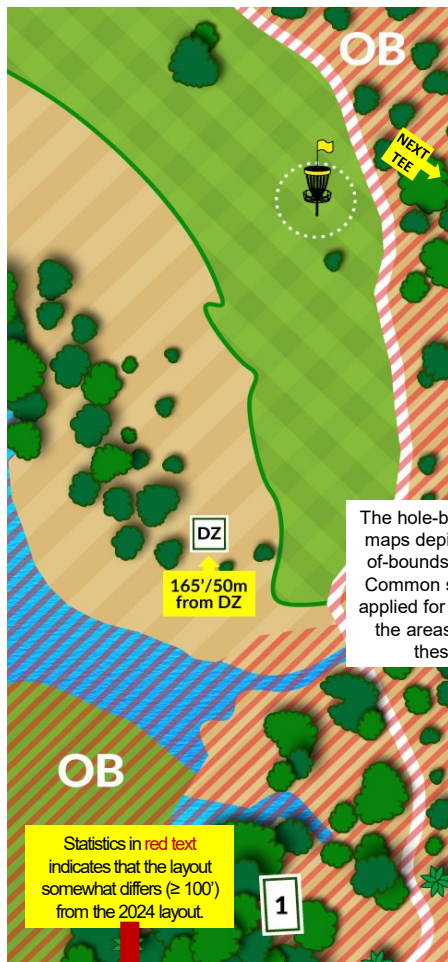 OB
NEXT
TEE
DZ
165'/50m
from DZ
The hole-b
maps depi
of-bounds
Common s
applied for
the areas
thes
OB
Statistics in red text
indicates that the layout
somewhat differs (≥ 100')
from the 2024 layout.
1